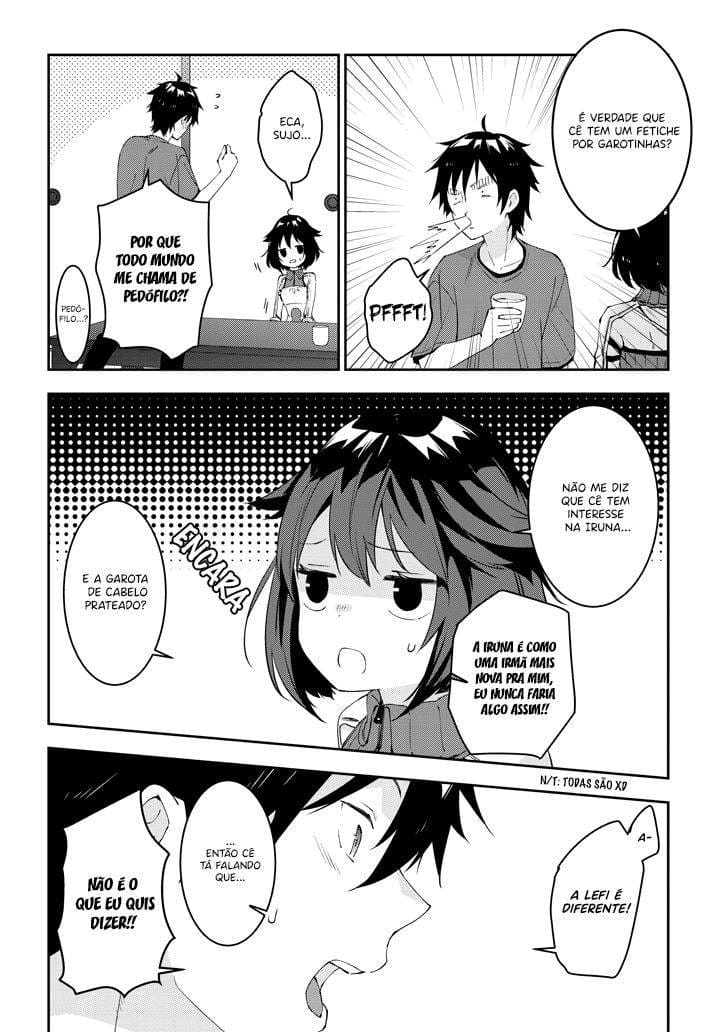 É VERDADE QUE
CÊ TEM UM FETICHE
POR GAROTINHAS?
PFFFT!
ECA,
SUJO...
POR QUE
TODO MUNDO
ME CHAMA DE
PEDÓFILO?!
PEDÓ-
FILO...?
NÃO ME DIZ
QUE CÊ TEM
INTERESSE
NA IRUNA...
A IRUNA É COMO
UMA IRMÃ MAIS
NOVA PRA MIM,
EU NUNCA FARIA
ALGO ASSIM!!
ENCARA
E A GAROTA
DE CABELO
PRATEADO?
N/T: TODAS SÃO XD
A-
A LEFI É
DIFERENTE!
...
ENTÃO CÊ
TÁ FALANDO
QUE...
NÃO É O
QUE EU QUIS
DIZER!!